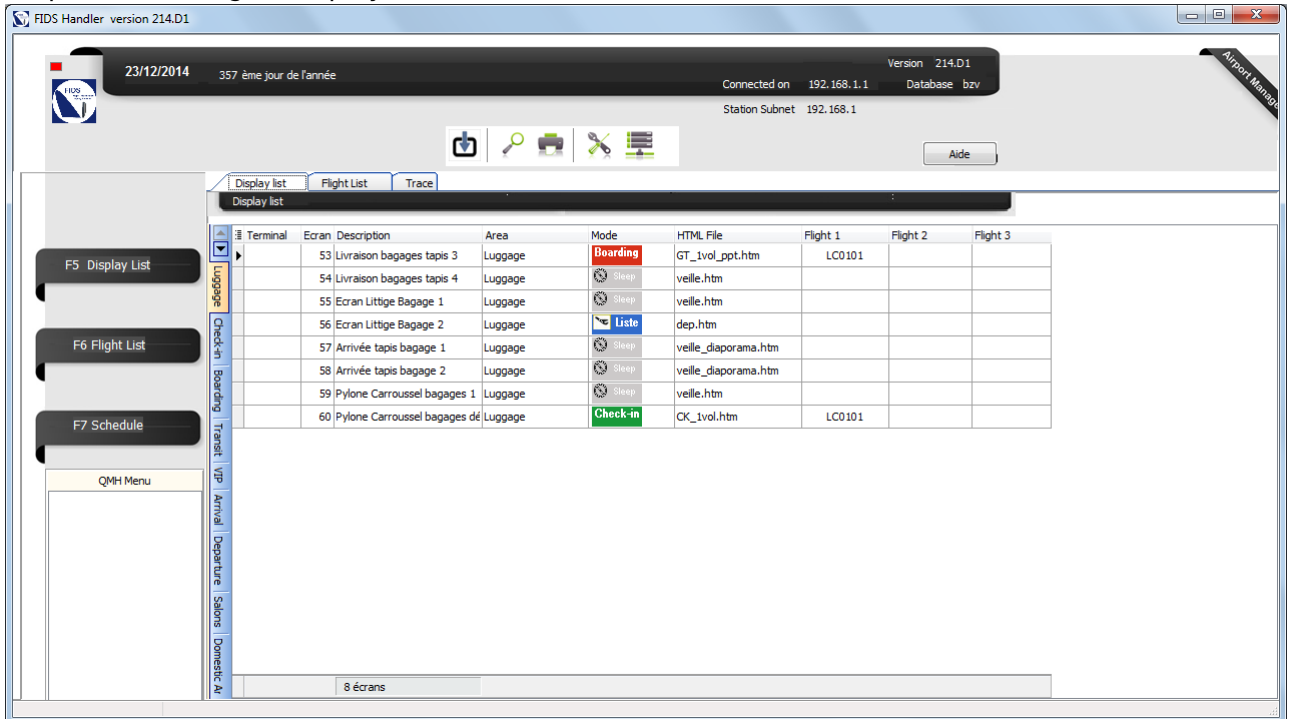 FIDS Handler version 214.D1
Airport Manage
23/12/2014 357 ème jour de l'année Version 214.D1
Connected on 192.168.1.1 Database bzv
FIDS
Station Subnet 192.168.1
Aide
Display list Flight List Trace
Display list
Terminal Ecran Description Area Mode HTML File Flight 1 Flight 2 Flight 3
53 Livraison bagages tapis 3 Luggage Boarding GT_1vol_ppt.htm LC0101
54 Livraison bagages tapis 4 Luggage Sleep veille.htm
55 Ecran Littige Bagage 1 Luggage Sleep veille.htm
56 Ecran Littige Bagage 2 Luggage Liste dep.htm
57 Arrivée tapis bagage 1 Luggage Sleep veille_diaporama.htm
58 Arrivée tapis bagage 2 Luggage Sleep veille_diaporama.htm
59 Pylone Carroussel bagages 1 Luggage Sleep veille.htm
60 Pylone Carroussel bagages dé Luggage Check-in CK_1vol.htm LC0101
8 écrans
F5 Display List
F6 Flight List
F7 Schedule
QMH Menu
Luggage
Check-in
Boarding
Transit
VIP
Arrival
Departure
Salons
Domestic Ar